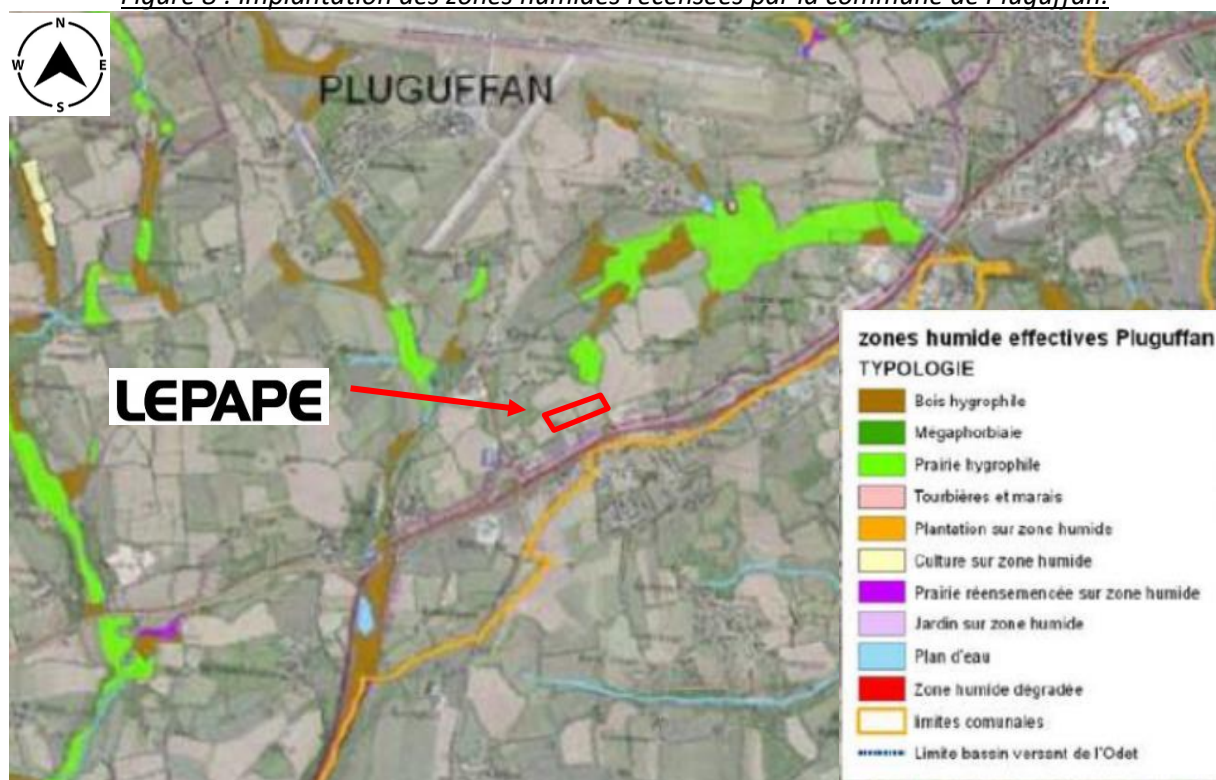 Figure 8 : Implantation des zones humides recensées par la commune de Pluguffan.
N
W
E
S
PLUGUFFAN
LEPAPE
zones humide effectives Pluguffan
TYPOLOGIE
Bois hygrophile
Mégaphorbiaie
Prairie hygrophile
Tourbières et marais
Plantation sur zone humide
Culture sur zone humide
Prairie réensemencée sur zone humide
Jardin sur zone humide
Plan d'eau
Zone humide dégradée
limites comunales
Limite bassin versant de l'Odet